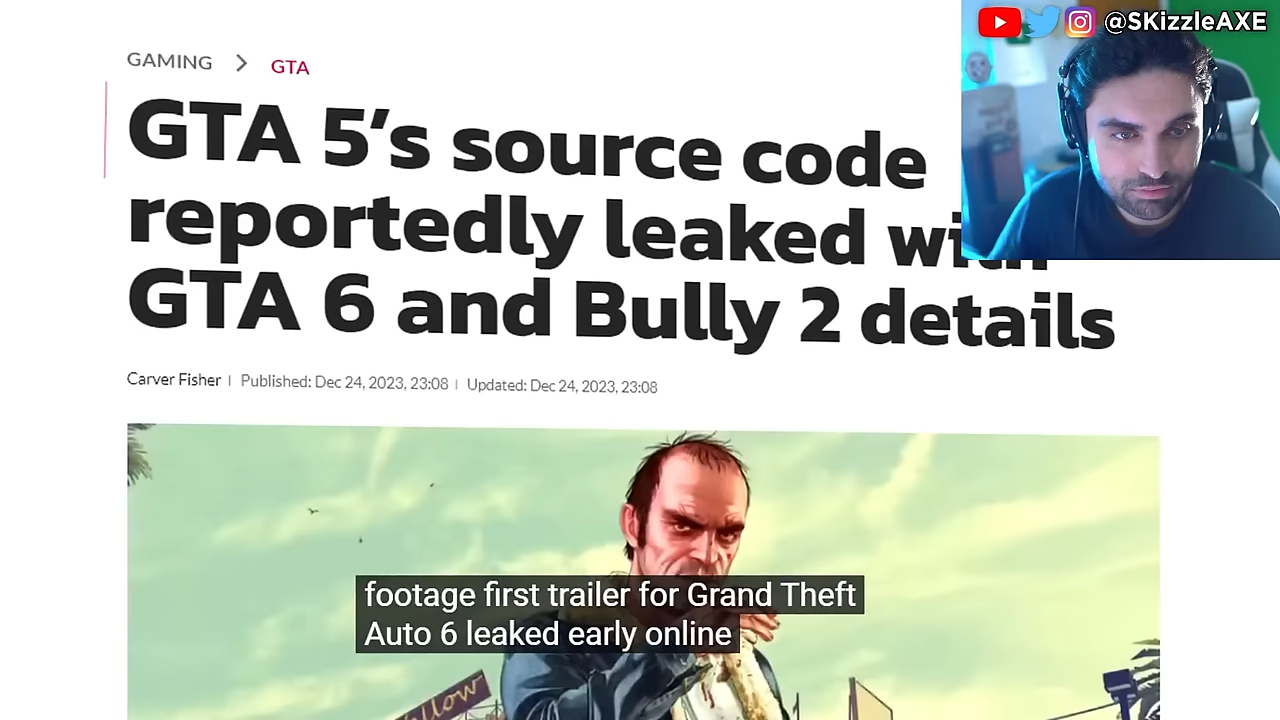 @SKizzleAXE
GAMING > GTA
GTA 5’s source code
reportedly leaked
GTA 6 and Bully 2 details
Carver Fisher | Published: Dec 24, 2023, 23:08 | Updated: Dec 24, 2023, 23:08
footage first trailer for Grand Theft
Auto 6 leaked early online